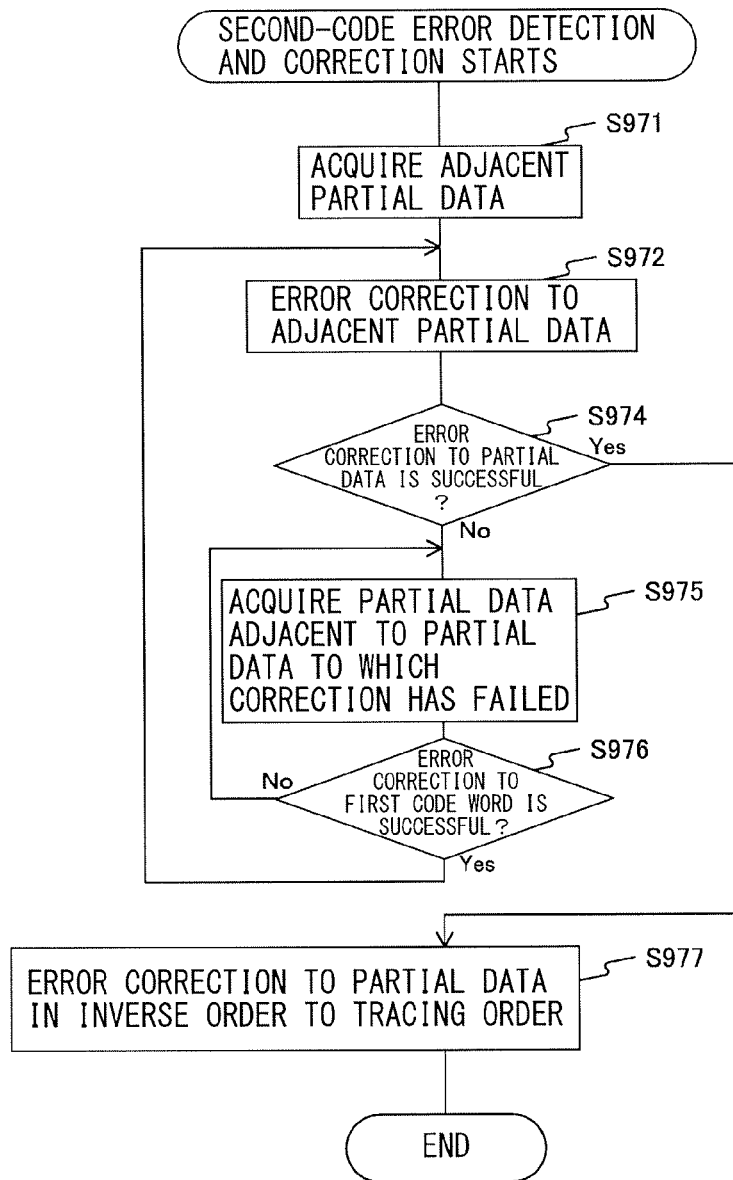 SECOND-CODE ERROR DETECTION
AND CORRECTION STARTS
S971
ACQUIRE ADJACENT
PARTIAL DATA
S972
ERROR CORRECTION TO
ADJACENT PARTIAL DATA
S974
ERROR
CORRECTION TO PARTIAL
DATA IS SUCCESSFUL
?
Yes
No
S975
ACQUIRE PARTIAL DATA
ADJACENT TO PARTIAL
DATA TO WHICH
CORRECTION HAS FAILED
S976
ERROR
CORRECTION TO
FIRST CODE WORD IS
SUCCESSFUL?
No
Yes
S977
ERROR CORRECTION TO PARTIAL DATA
IN INVERSE ORDER TO TRACING ORDER
END